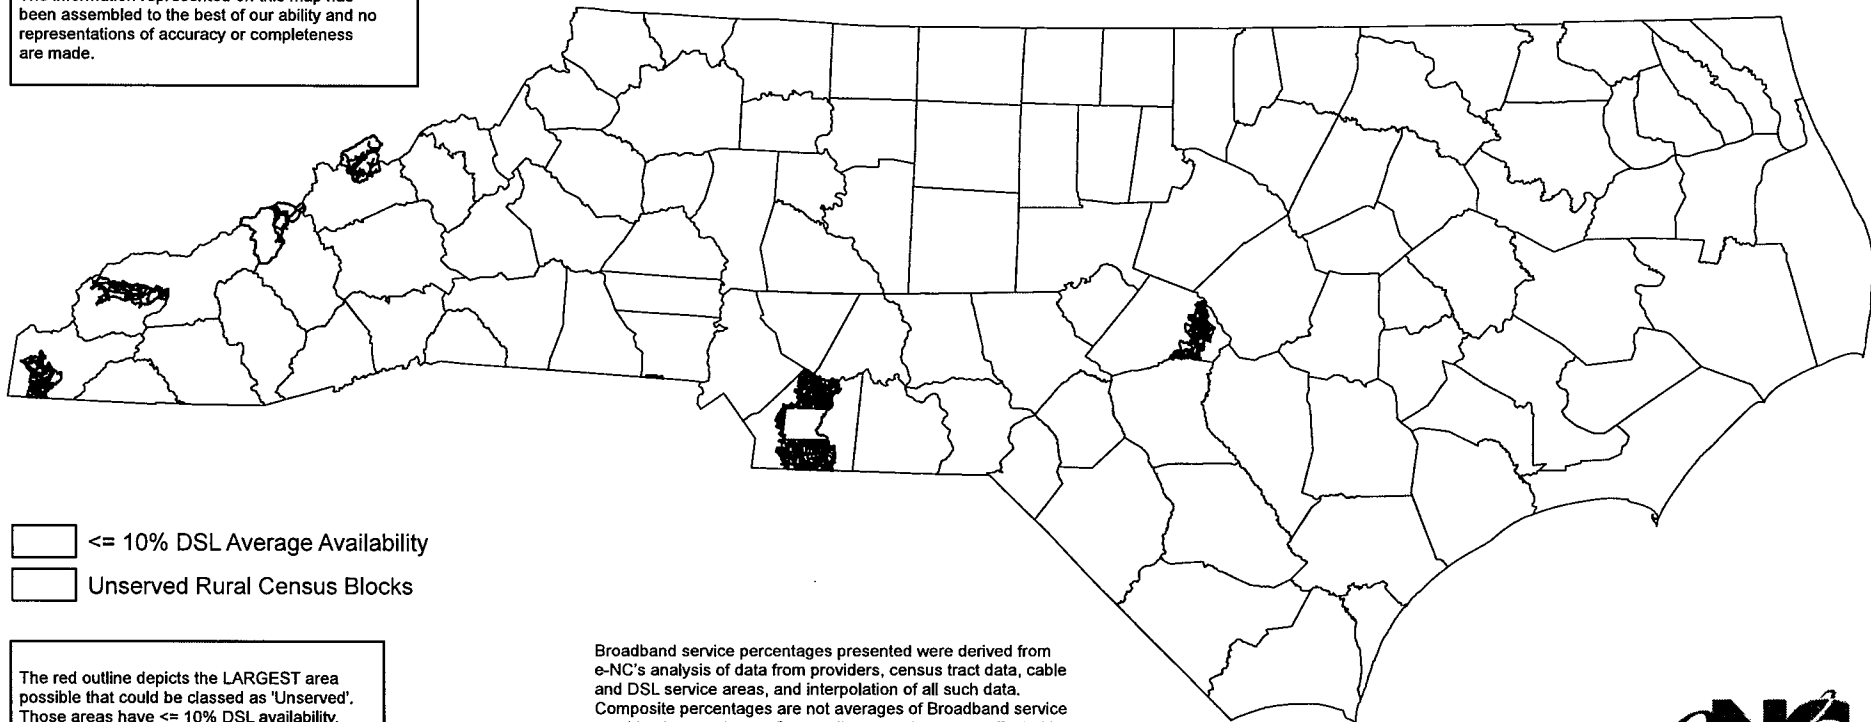 been assembled to the best of our ability and no
representations of accuracy or completeness
are made.
<= 10% DSL Average Availability
Unserved Rural Census Blocks
The red outline depicts the LARGEST area
possible that could be classed as 'Unserved'.
Those areas have <= 10% DSL availability.
Broadband service percentages presented were derived from
e-NC's analysis of data from providers, census tract data, cable
and DSL service areas, and interpolation of all such data.
Composite percentages are not averages of Broadband service